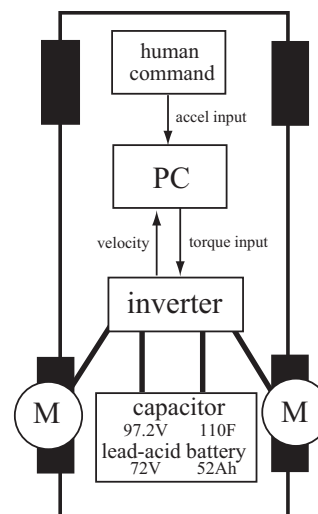 human
command
accel input
PC
velocity torque input
inverter
M
M
capacitor
97.2V 110F
lead-acid battery
72V 52Ah